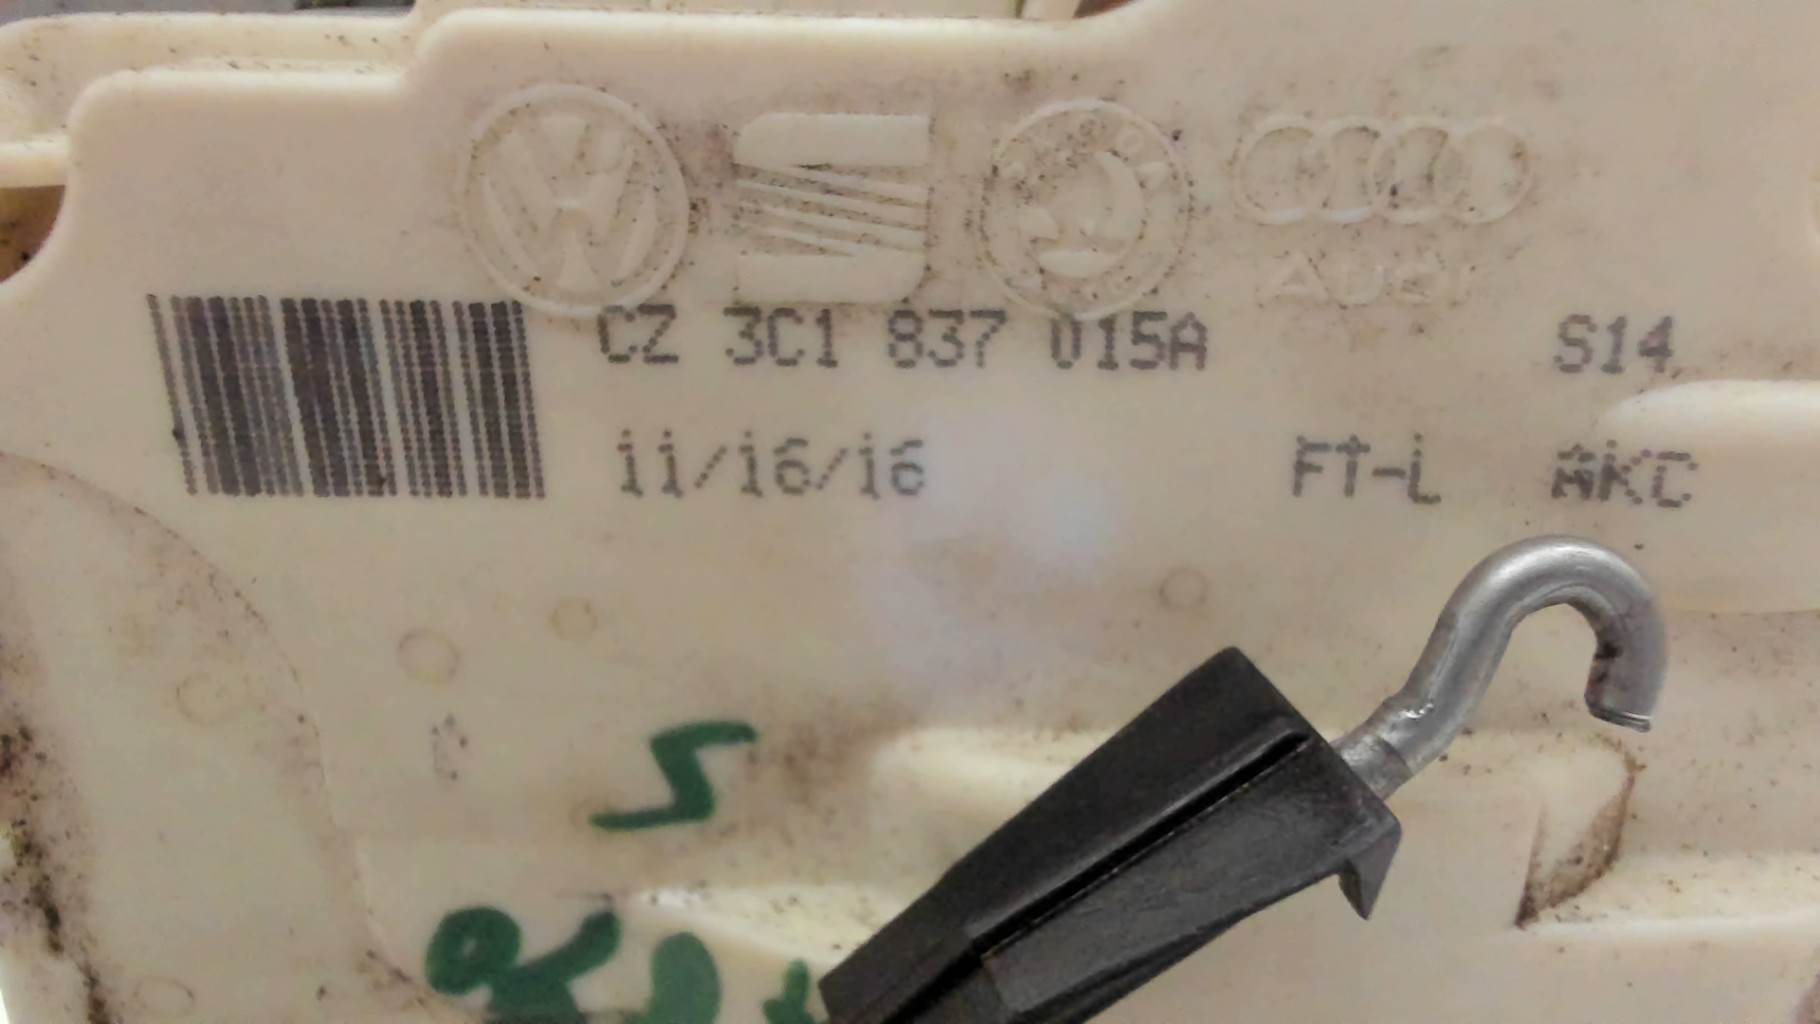 Audi
CZ 3C1 837 015A S14
11/16/16 FT-L AKC